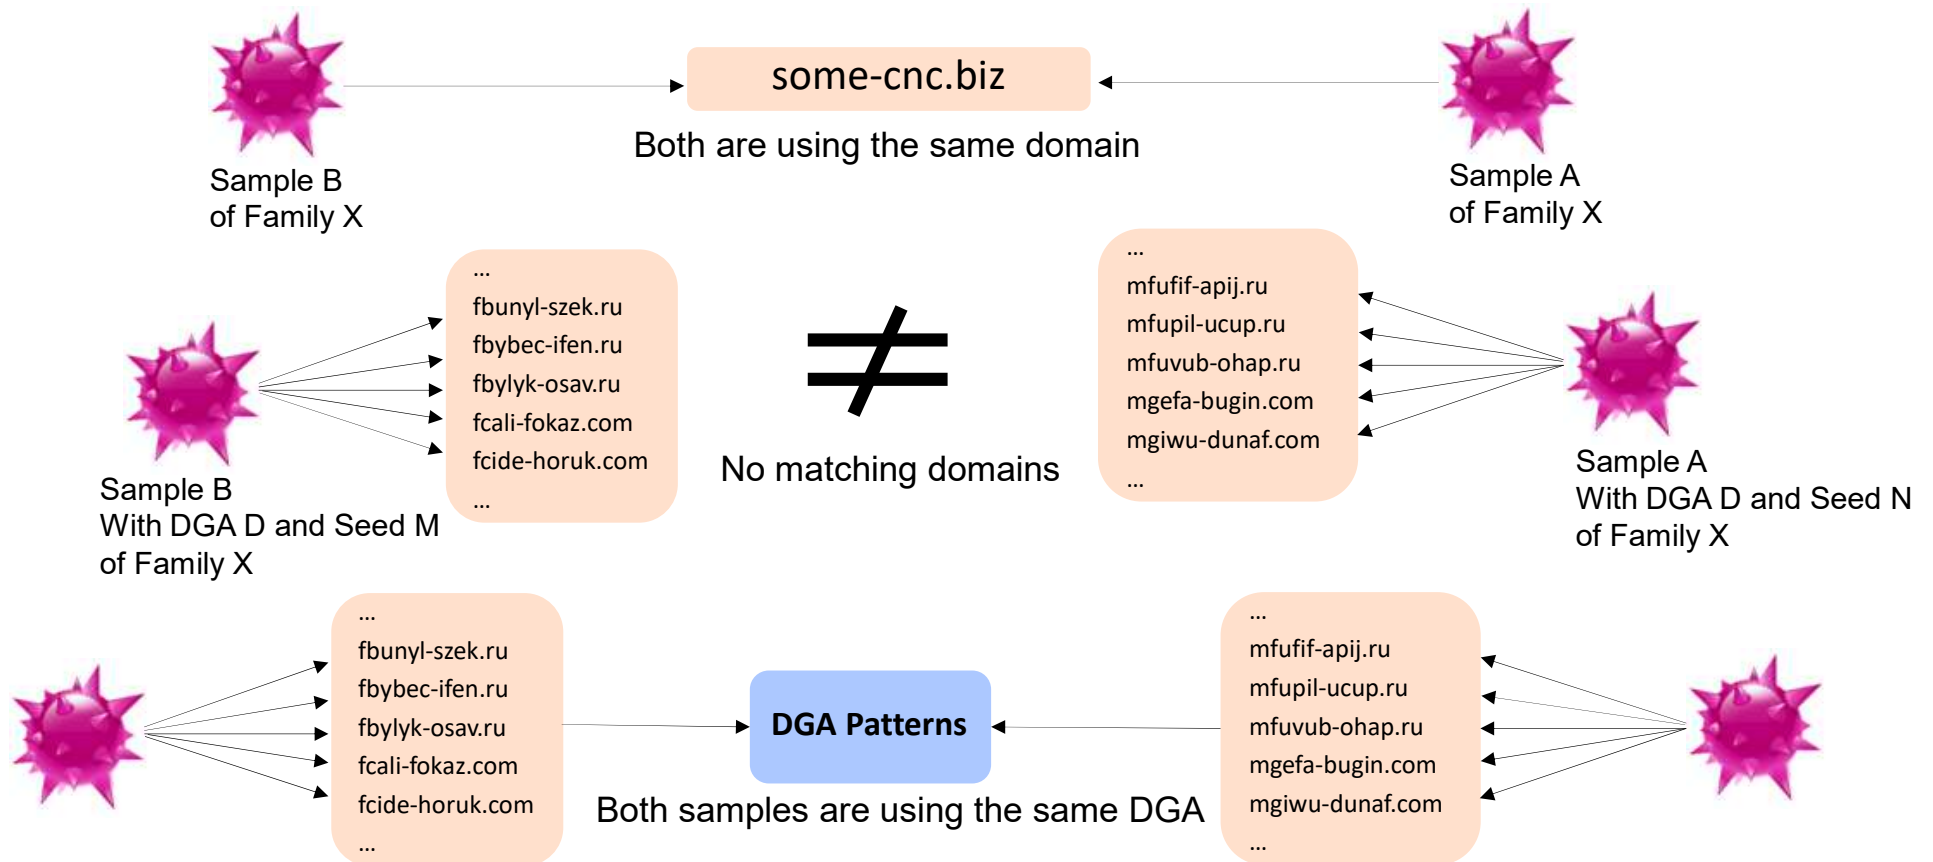 some-cnc.biz
Both are using the same domain
Sample B
of Family X
Sample A
of Family X
...
fbunyl-szek.ru
fbybec-ifen.ru
fbylyk-osav.ru
fcali-fokaz.com
fcide-horuk.com
...
Sample B
With DGA D and Seed M
of Family X
≠
No matching domains
...
mfufif-apij.ru
mfupil-ucup.ru
mfuvub-ohap.ru
mgefa-bugin.com
mgiwu-dunaf.com
...
Sample A
With DGA D and Seed N
of Family X
...
fbunyl-szek.ru
fbybec-ifen.ru
fbylyk-osav.ru
fcali-fokaz.com
fcide-horuk.com
...
DGA Patterns
Both samples are using the same DGA
...
mfufif-apij.ru
mfupil-ucup.ru
mfuvub-ohap.ru
mgefa-bugin.com
mgiwu-dunaf.com
...